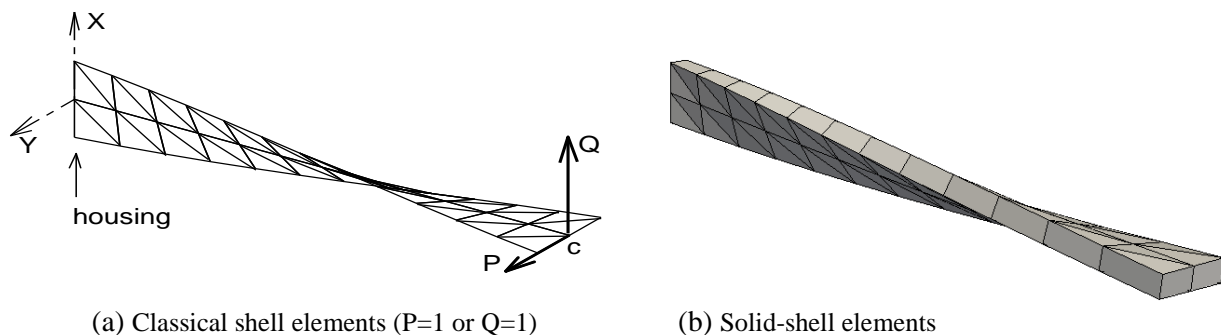 X
Y
Q
housing
P
c
(a) Classical shell elements (P=1 or Q=1)
(b) Solid-shell elements